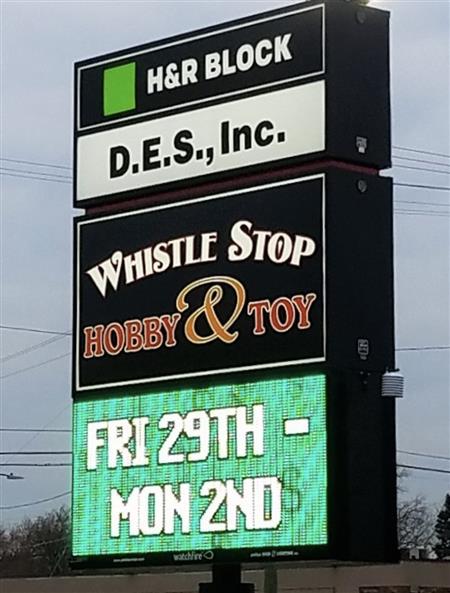 H&R BLOCK
D.E.S., Inc.
WHISTLE STOP
HOBBY & TOY
FRI 29TH -
MON 2ND
watchfire